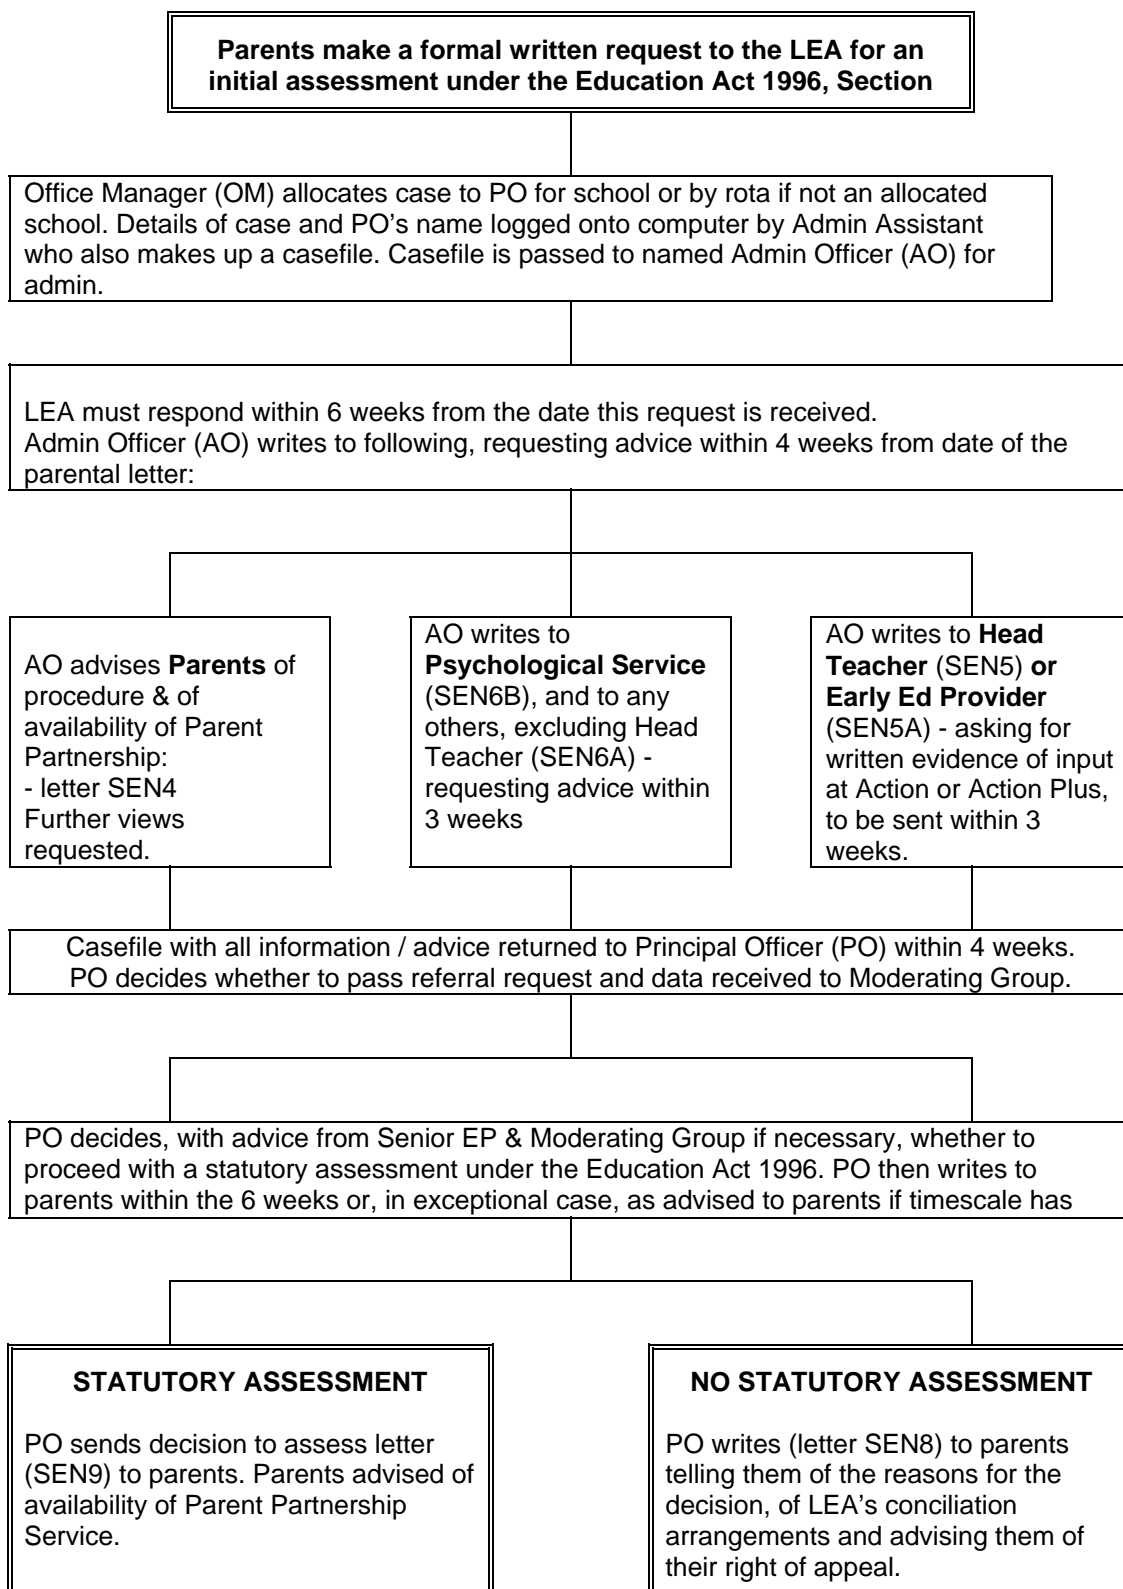 Parents make a formal written request to the LEA for an
initial assessment under the Education Act 1996, Section
Office Manager (OM) allocates case to PO for school or by rota if not an allocated
school. Details of case and PO's name logged onto computer by Admin Assistant
who also makes up a casefile. Casefile is passed to named Admin Officer (AO) for
admin.
LEA must respond within 6 weeks from the date this request is received.
Admin Officer (AO) writes to following, requesting advice within 4 weeks from date of the
parental letter:
AO advises Parents of
procedure & of
availability of Parent
Partnership:
- letter SEN4
Further views
requested.
AO writes to
Psychological Service
(SEN6B), and to any
others, excluding Head
Teacher (SEN6A) -
requesting advice within
3 weeks
AO writes to Head
Teacher (SEN5) or
Early Ed Provider
(SEN5A) - asking for
written evidence of input
at Action or Action Plus,
to be sent within 3
weeks.
Casefile with all information / advice returned to Principal Officer (PO) within 4 weeks.
PO decides whether to pass referral request and data received to Moderating Group.
PO decides, with advice from Senior EP & Moderating Group if necessary, whether to
proceed with a statutory assessment under the Education Act 1996. PO then writes to
parents within the 6 weeks or, in exceptional case, as advised to parents if timescale has
STATUTORY ASSESSMENT
PO sends decision to assess letter
(SEN9) to parents. Parents advised of
availability of Parent Partnership
Service.
NO STATUTORY ASSESSMENT
PO writes (letter SEN8) to parents
telling them of the reasons for the
decision, of LEA's conciliation
arrangements and advising them of
their right of appeal.